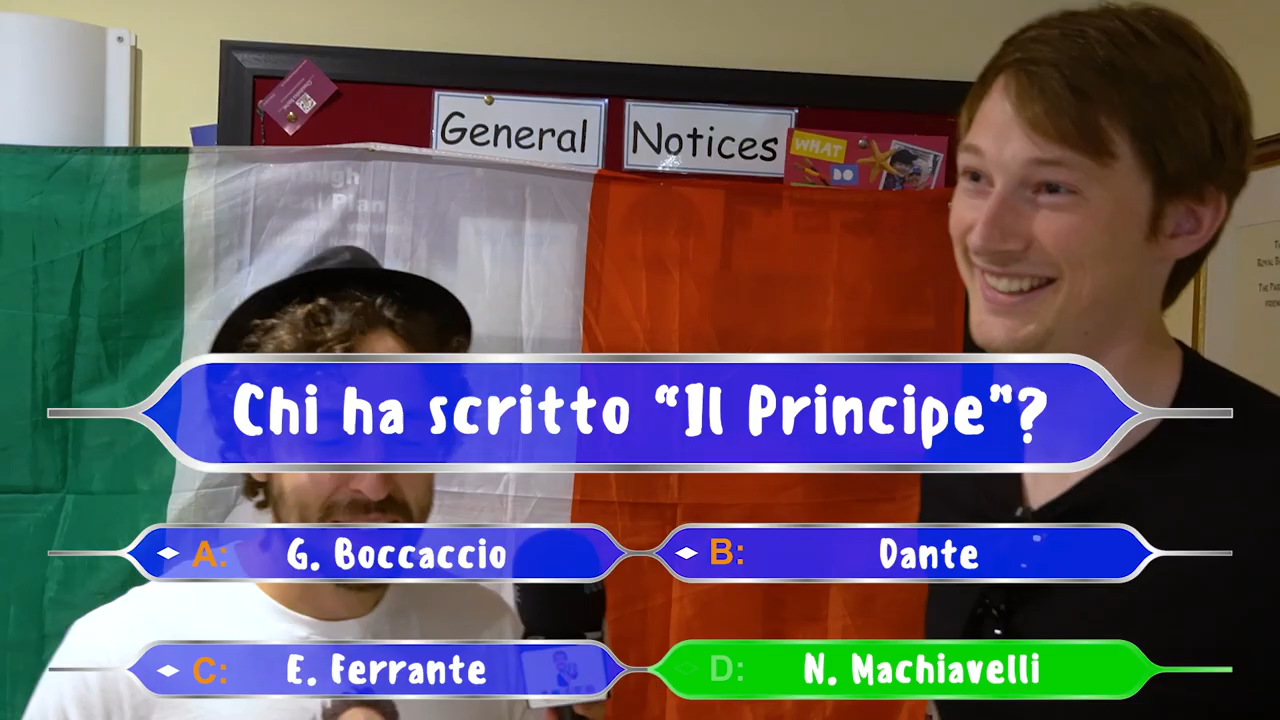 General
Notices
WHAT
DO
Chi ha scritto “Il Principe”?
A: G. Boccaccio
B: Dante
C: E. Ferrante
D: N. Machiavelli